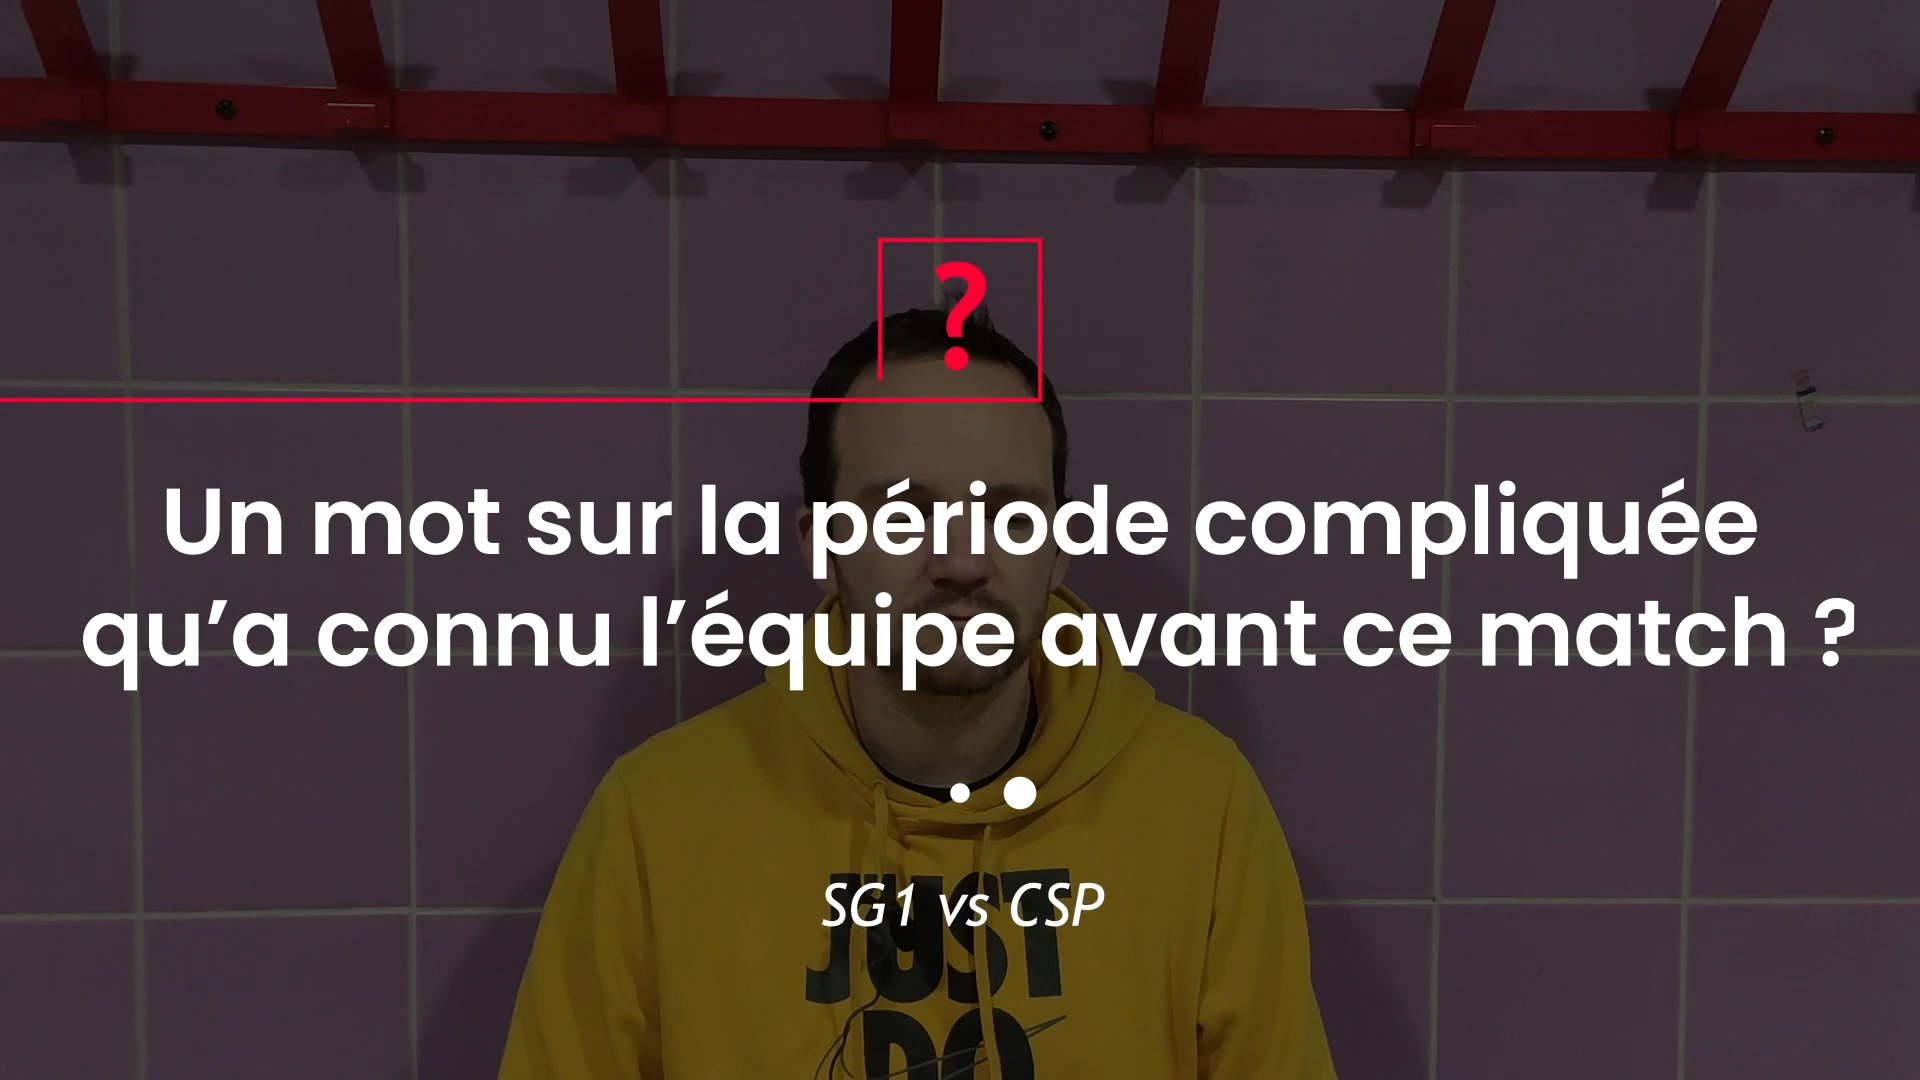 ?
Un mot sur la période compliquée
qu’a connu l’équipe avant ce match ?
SG1 vs CSP
JUST
DO